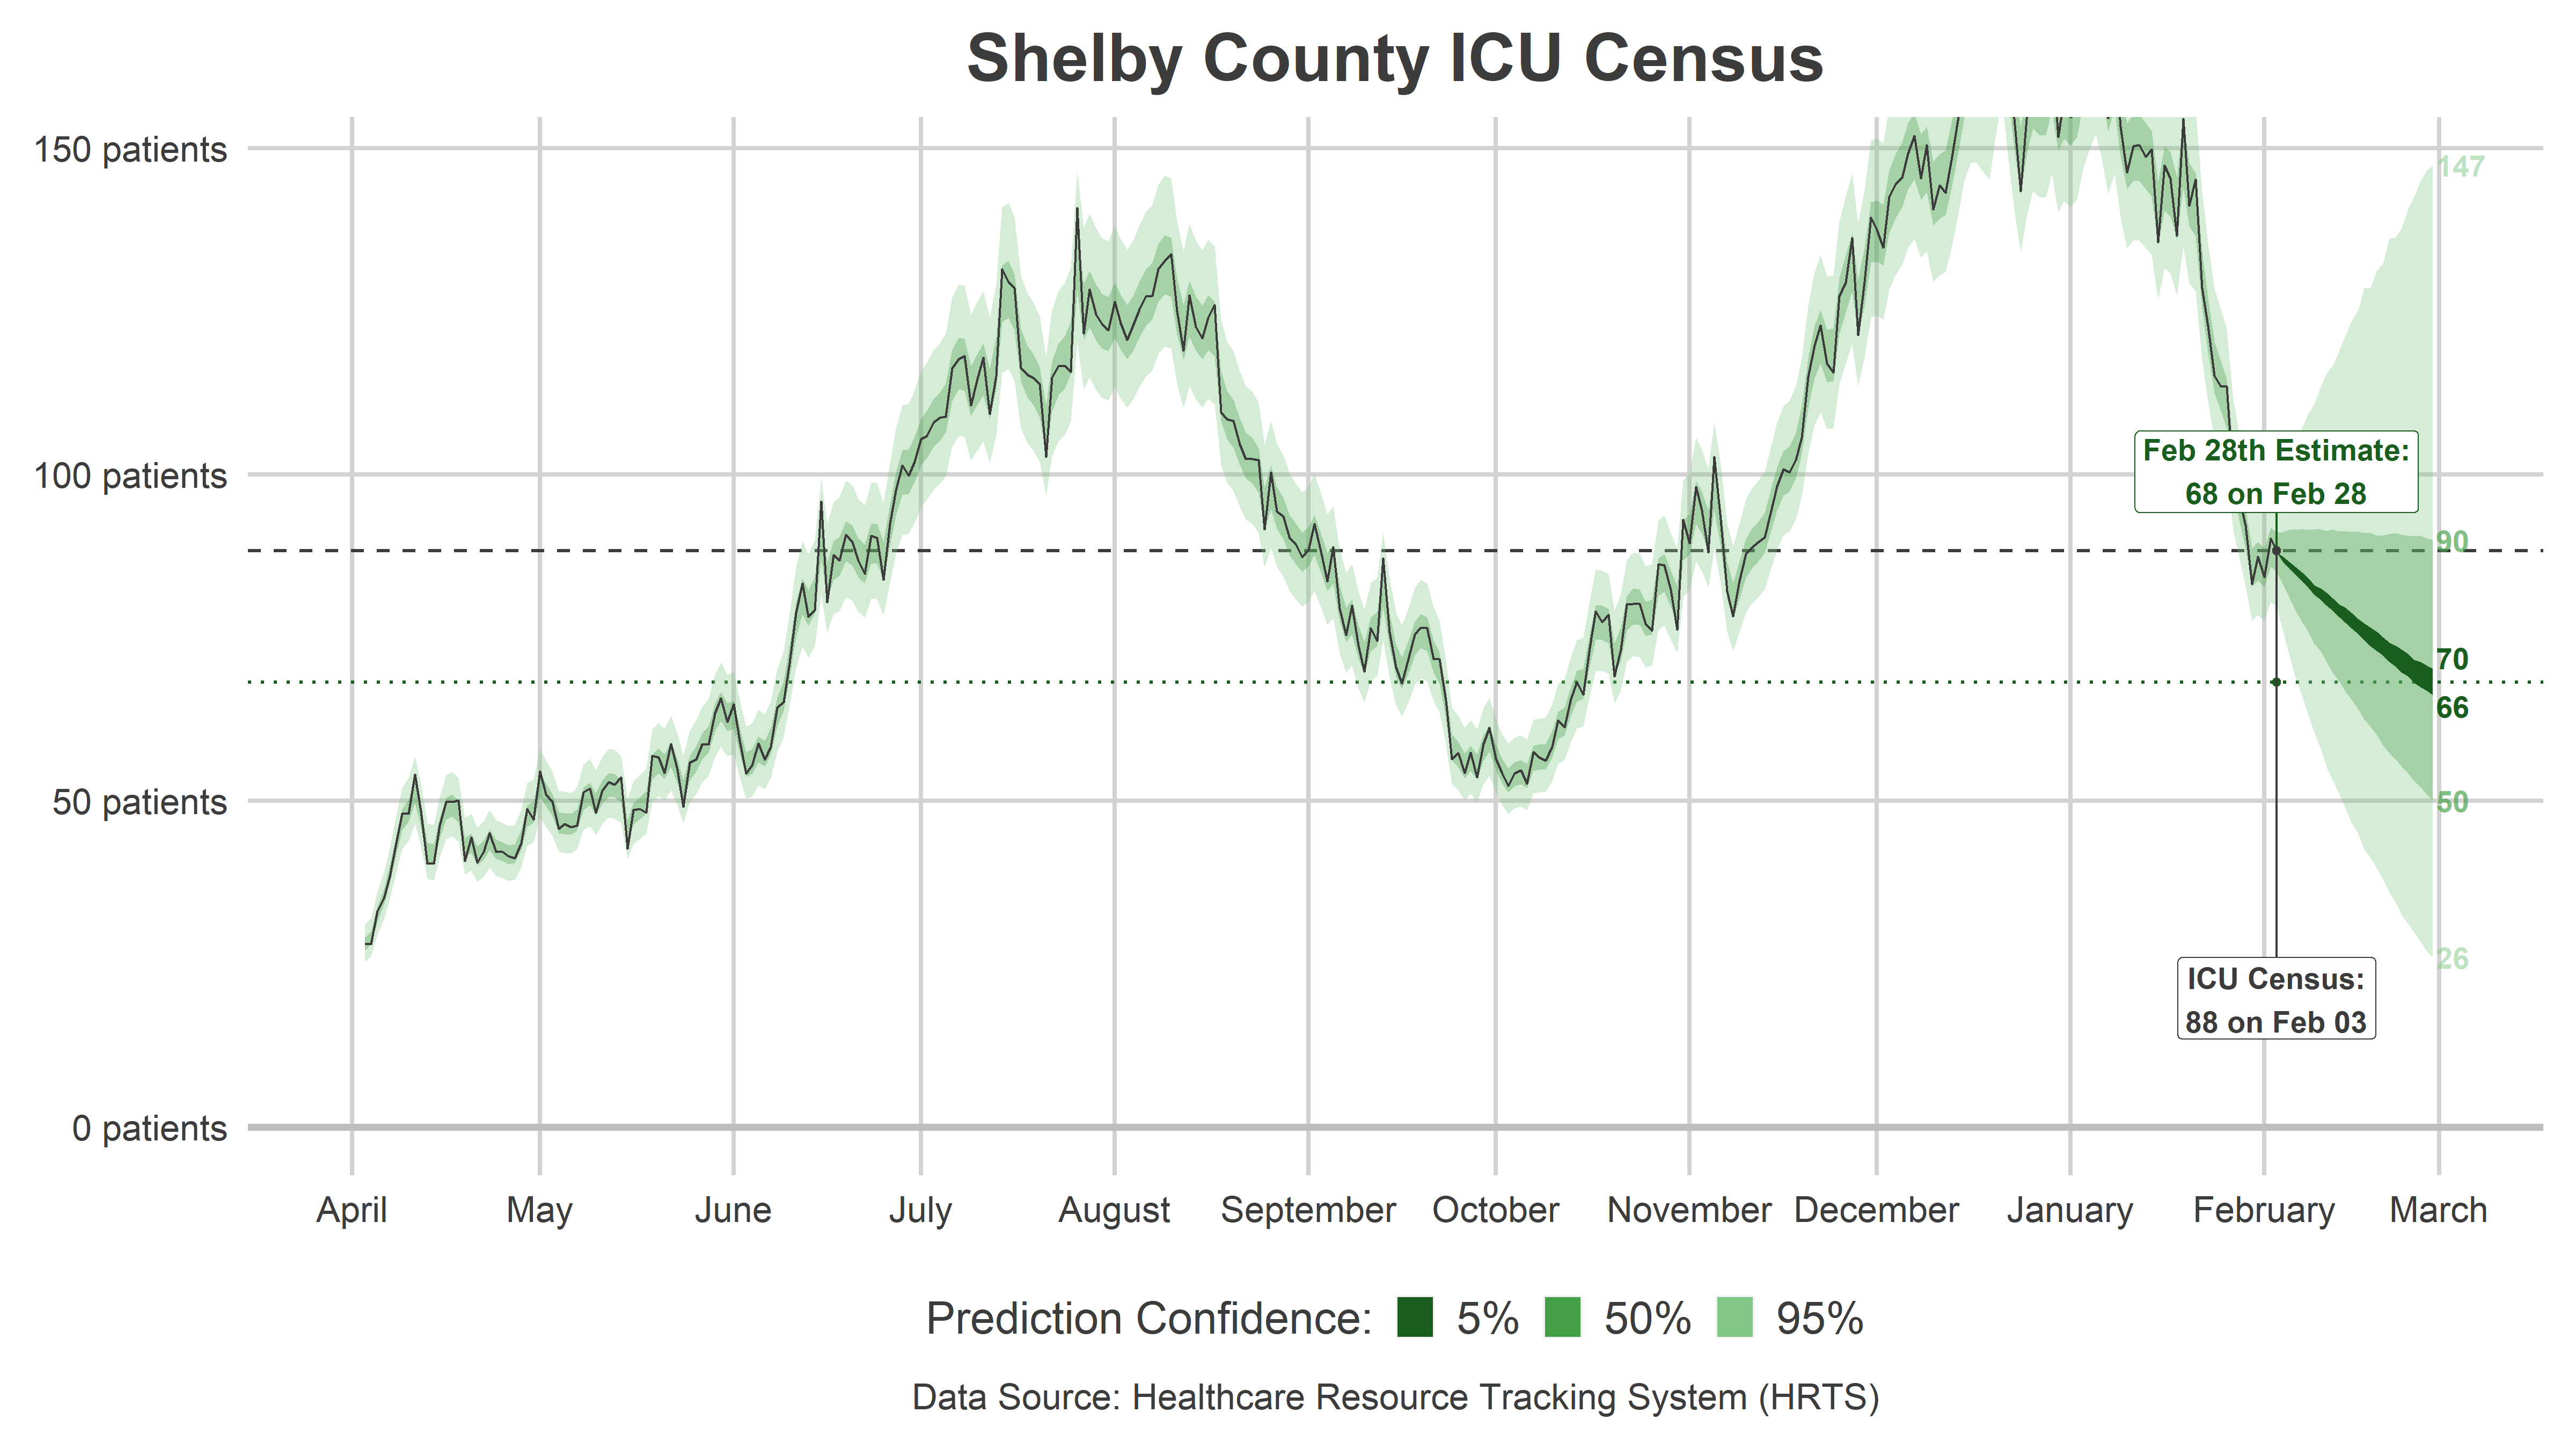 Shelby County ICU Census
150 patients
100 patients
50 patients
0 patients
147
Feb 28th Estimate:
68 on Feb 28
90
70
66
50
26
ICU Census:
88 on Feb 03
April May June July August September October November December January February March
Prediction Confidence: 5% 50% 95%
Data Source: Healthcare Resource Tracking System (HRTS)